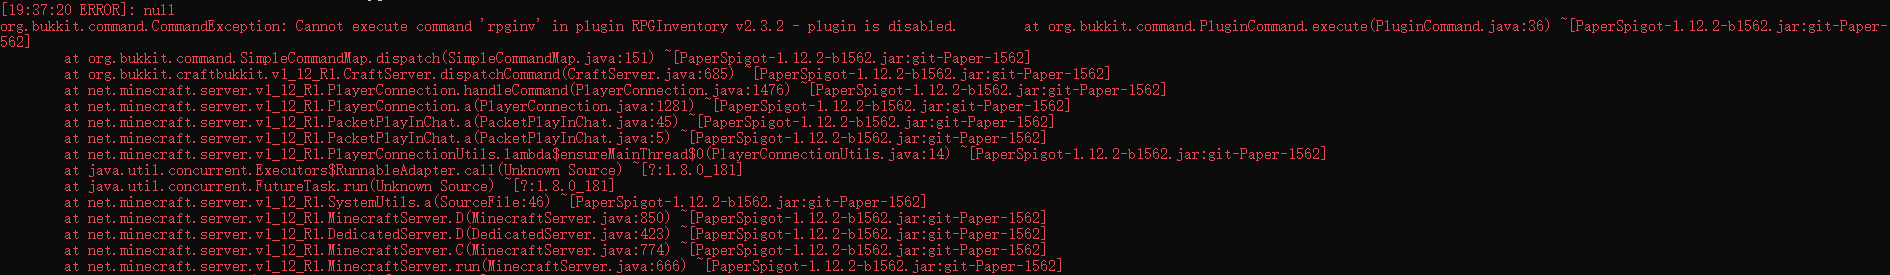 [19:37:20 ERROR]: null
org.bukkit.command.CommandException: Cannot execute command 'rpginv' in plugin RPGInventory v2.3.2 - plugin is disabled.        at org.bukkit.command.PluginCommand.execute(PluginCommand.java:36) ~[PaperSpigot-1.12.2-b1562.jar:git-Paper-1
562]
        at org.bukkit.command.SimpleCommandMap.dispatch(SimpleCommandMap.java:151) ~[PaperSpigot-1.12.2-b1562.jar:git-Paper-1562]
        at org.bukkit.craftbukkit.v1_12_R1.CraftServer.dispatchCommand(CraftServer.java:685) ~[PaperSpigot-1.12.2-b1562.jar:git-Paper-1562]
        at net.minecraft.server.v1_12_R1.PlayerConnection.handleCommand(PlayerConnection.java:1476) ~[PaperSpigot-1.12.2-b1562.jar:git-Paper-1562]
        at net.minecraft.server.v1_12_R1.PlayerConnection.a(PlayerConnection.java:1281) ~[PaperSpigot-1.12.2-b1562.jar:git-Paper-1562]
        at net.minecraft.server.v1_12_R1.PacketPlayInChat.a(PacketPlayInChat.java:45) ~[PaperSpigot-1.12.2-b1562.jar:git-Paper-1562]
        at net.minecraft.server.v1_12_R1.PacketPlayInChat.a(PacketPlayInChat.java:5) ~[PaperSpigot-1.12.2-b1562.jar:git-Paper-1562]
        at net.minecraft.server.v1_12_R1.PlayerConnectionUtils.lambda$ensureMainThread$0(PlayerConnectionUtils.java:14) ~[PaperSpigot-1.12.2-b1562.jar:git-Paper-1562]
        at java.util.concurrent.Executors$RunnableAdapter.call(Unknown Source) ~[?:1.8.0_181]
        at java.util.concurrent.FutureTask.run(Unknown Source) ~[?:1.8.0_181]
        at net.minecraft.server.v1_12_R1.SystemUtils.a(SourceFile:46) ~[PaperSpigot-1.12.2-b1562.jar:git-Paper-1562]
        at net.minecraft.server.v1_12_R1.MinecraftServer.D(MinecraftServer.java:850) ~[PaperSpigot-1.12.2-b1562.jar:git-Paper-1562]
        at net.minecraft.server.v1_12_R1.DedicatedServer.D(DedicatedServer.java:423) ~[PaperSpigot-1.12.2-b1562.jar:git-Paper-1562]
        at net.minecraft.server.v1_12_R1.MinecraftServer.C(MinecraftServer.java:774) ~[PaperSpigot-1.12.2-b1562.jar:git-Paper-1562]
        at net.minecraft.server.v1_12_R1.MinecraftServer.run(MinecraftServer.java:666) ~[PaperSpigot-1.12.2-b1562.jar:git-Paper-1562]